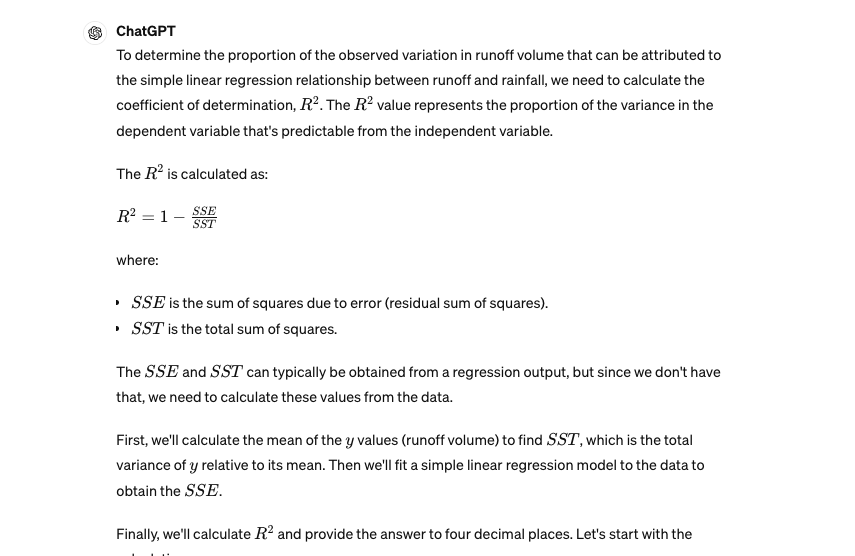 ChatGPT
To determine the proportion of the observed variation in runoff volume that can be attributed to
the simple linear regression relationship between runoff and rainfall, we need to calculate the
coefficient of determination, R². The R² value represents the proportion of the variance in the
dependent variable that's predictable from the independent variable.
The R² is calculated as:
R² = 1 − SSE/SST
where:
• SSE is the sum of squares due to error (residual sum of squares).
• SST is the total sum of squares.
The SSE and SST can typically be obtained from a regression output, but since we don't have
that, we need to calculate these values from the data.
First, we'll calculate the mean of the y values (runoff volume) to find SST, which is the total
variance of y relative to its mean. Then we'll fit a simple linear regression model to the data to
obtain the SSE.
Finally, we'll calculate R² and provide the answer to four decimal places. Let's start with the